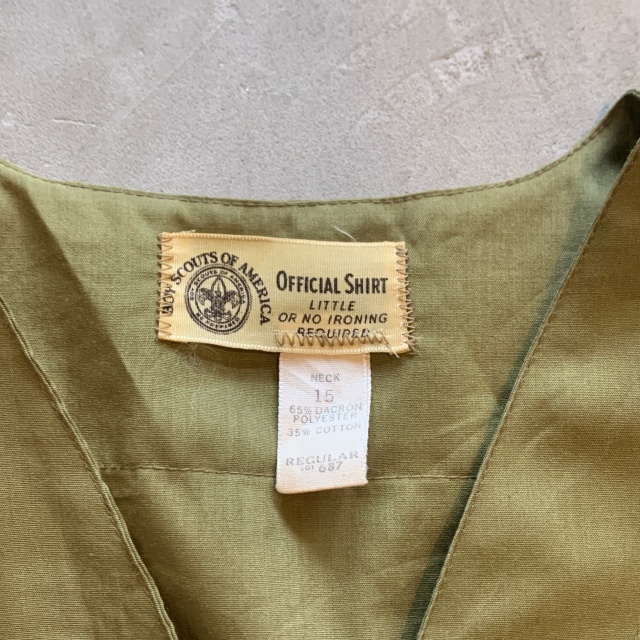 BOY SCOUTS OF AMERICA
OFFICIAL SHIRT
LITTLE
OR NO IRONING
REQUIRED
NECK
15
65% DACRON
POLYESTER
35% COTTON
REGULAR
LOT 687